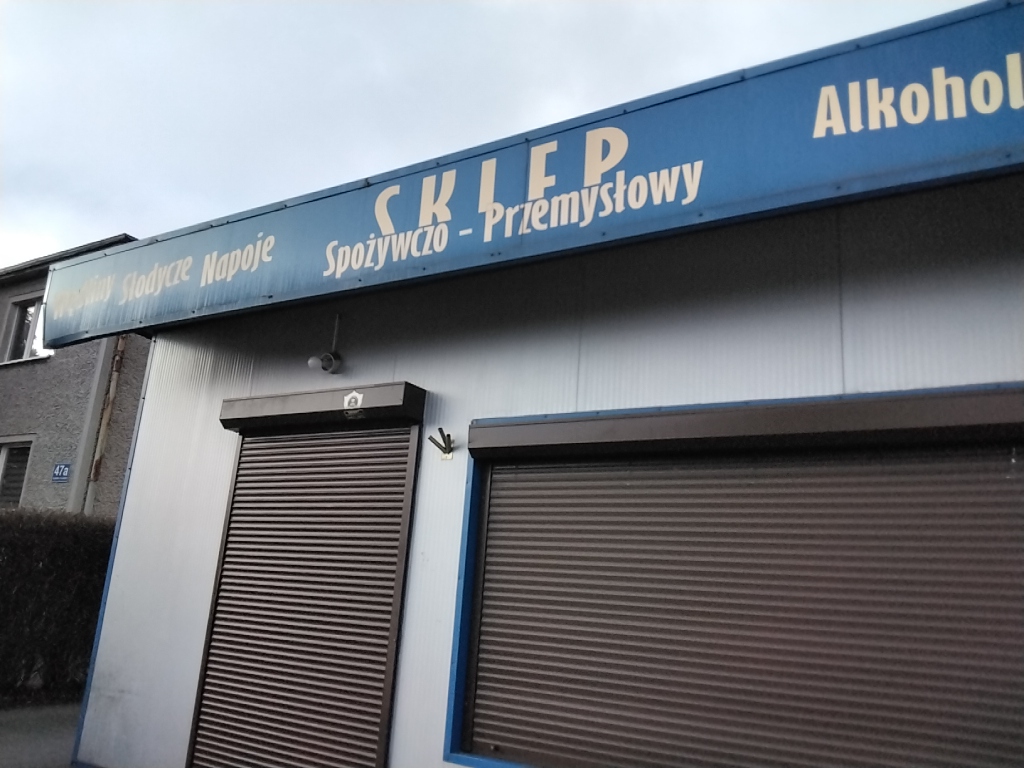 Słodycze Napoje
SKLEP
Spożywczo - Przemysłowy
Alkohol
47a